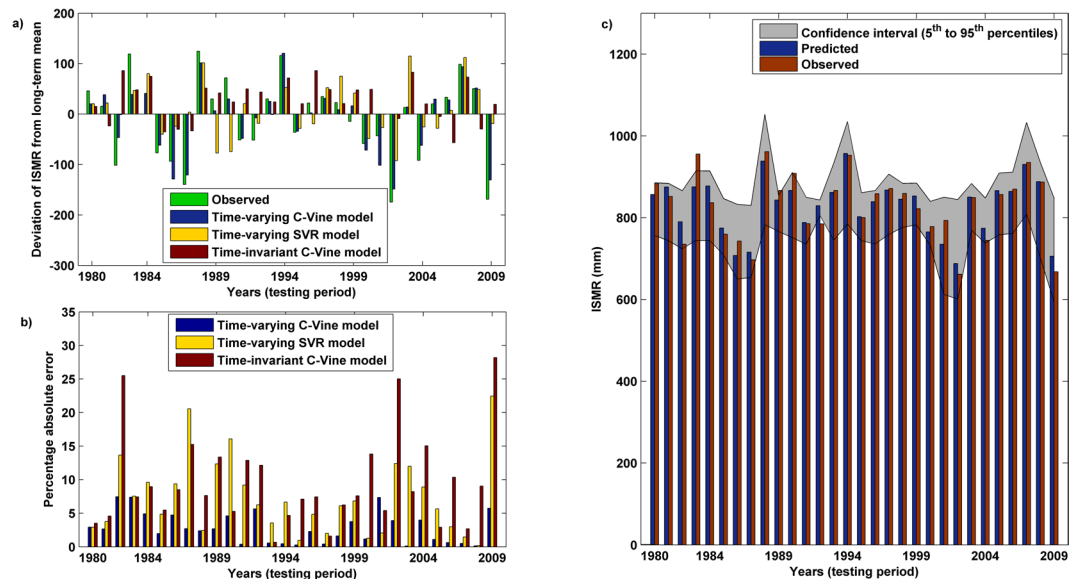 a)
Deviation of ISMR from long-term mean
200
100
0
-100
-200
-300
Observed
Time-varying C-Vine model
Time-varying SVR model
Time-invariant C-Vine model
1980 1984 1989 1994 1999 2004 2009
Years (testing period)
b)
Percentage absolute error
35
30
25
20
15
10
5
0
Time-varying C-Vine model
Time-varying SVR model
Time-invariant C-Vine model
1980 1984 1989 1994 1999 2004 2009
Years (testing period)
c)
ISMR (mm)
1200
1000
800
600
400
200
0
Confidence interval (5th to 95th percentiles)
Predicted
Observed
1980 1984 1989 1994 1999 2004 2009
Years (testing period)